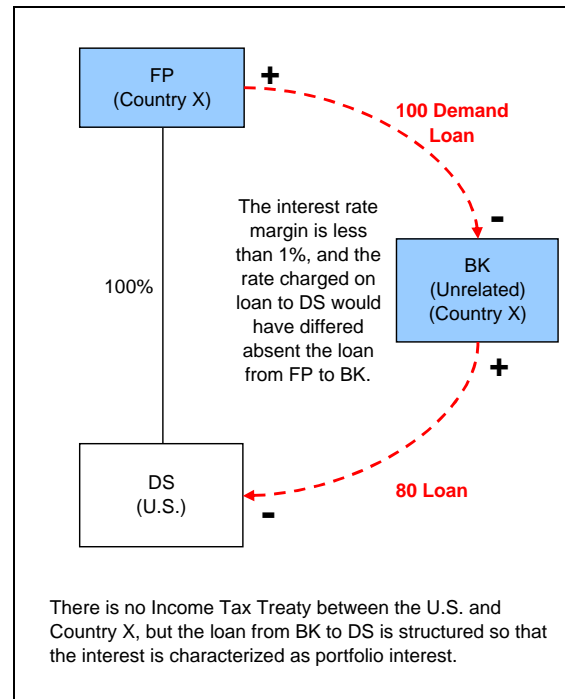 FP
(Country X)
+
100 Demand
Loan
-
The interest rate
margin is less
than 1%, and the
rate charged on
loan to DS would
have differed
absent the loan
from FP to BK.
BK
(Unrelated)
(Country X)
+
100%
DS
(U.S.)
-
80 Loan
There is no Income Tax Treaty between the U.S. and
Country X, but the loan from BK to DS is structured so that
the interest is characterized as portfolio interest.